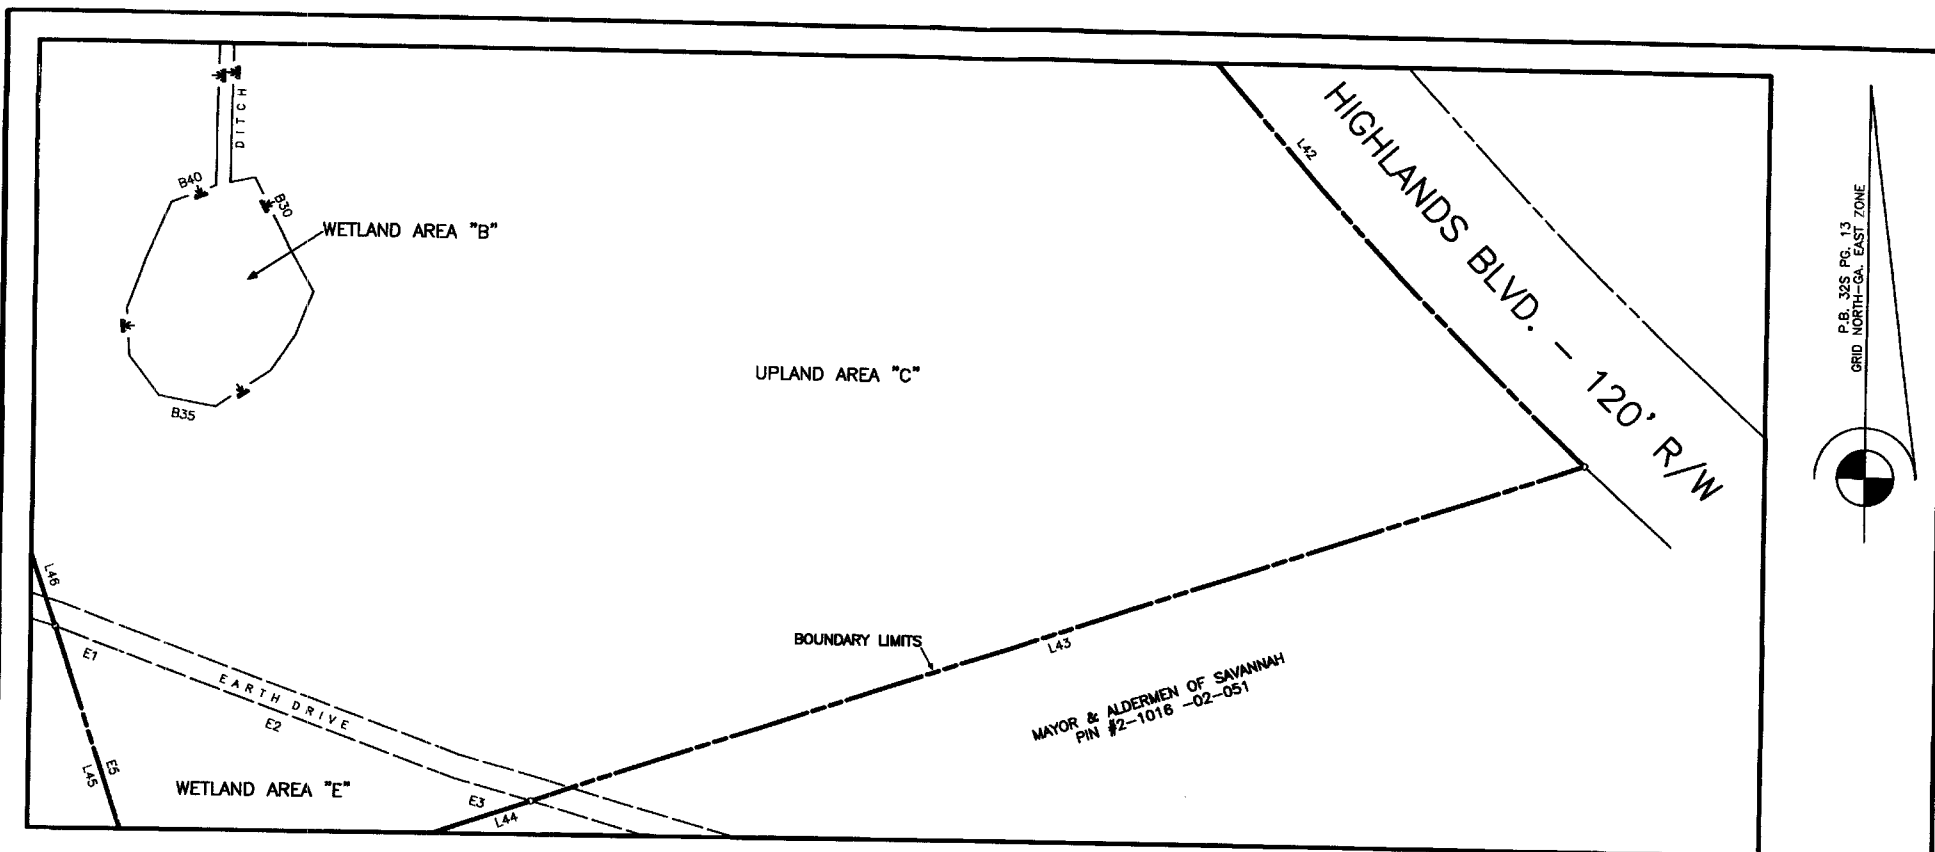 DITCH
B40
B30
WETLAND AREA "B"
B35
L42
HIGHLANDS BLVD. – 120' R/W
P.B. 32S PG. 13
GRID NORTH-GA. EAST ZONE
UPLAND AREA "C"
L46
E1
EARTH DRIVE
E2
BOUNDARY LIMITS
L43
MAYOR & ALDERMEN OF SAVANNAH
PIN #2-1016 -02-051
E5
L45
WETLAND AREA "E"
E3
L44